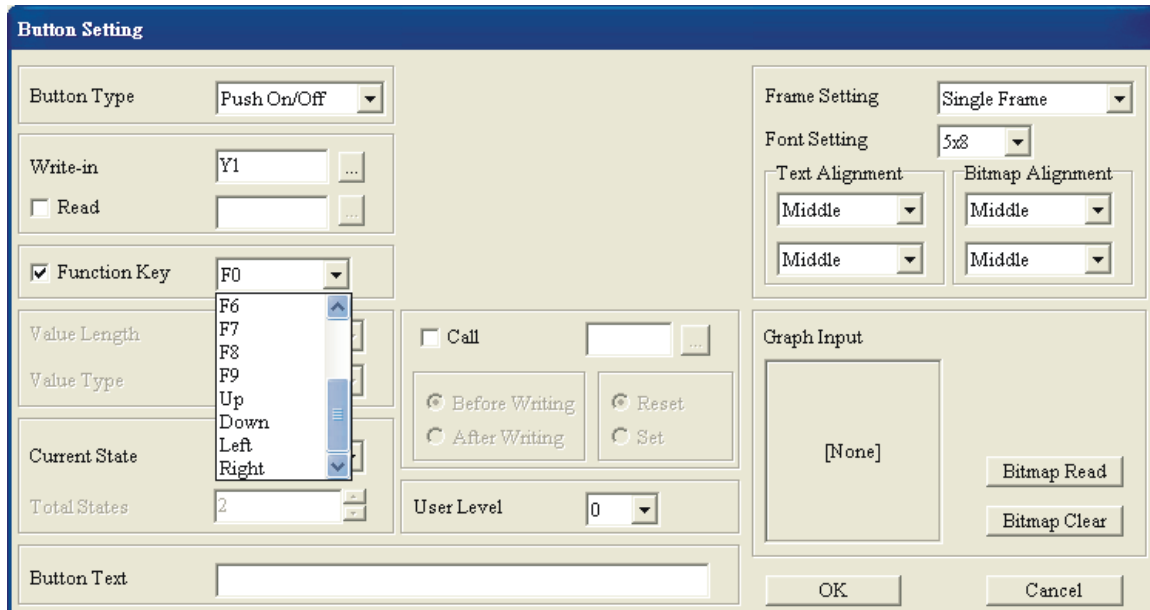 Button Setting
Button Type Push On/Off
Write-in Y1 ...
Read ...
Function Key F0
F6
F7
F8
F9
Up
Down
Left
Right
Value Length
Value Type
Current State
Total States 2
Call ...
Before Writing Reset
After Writing Set
User Level 0
Button Text
Frame Setting Single Frame
Font Setting 5x8
Text Alignment Bitmap Alignment
Middle Middle
Middle Middle
Graph Input
[None]
Bitmap Read
Bitmap Clear
OK Cancel